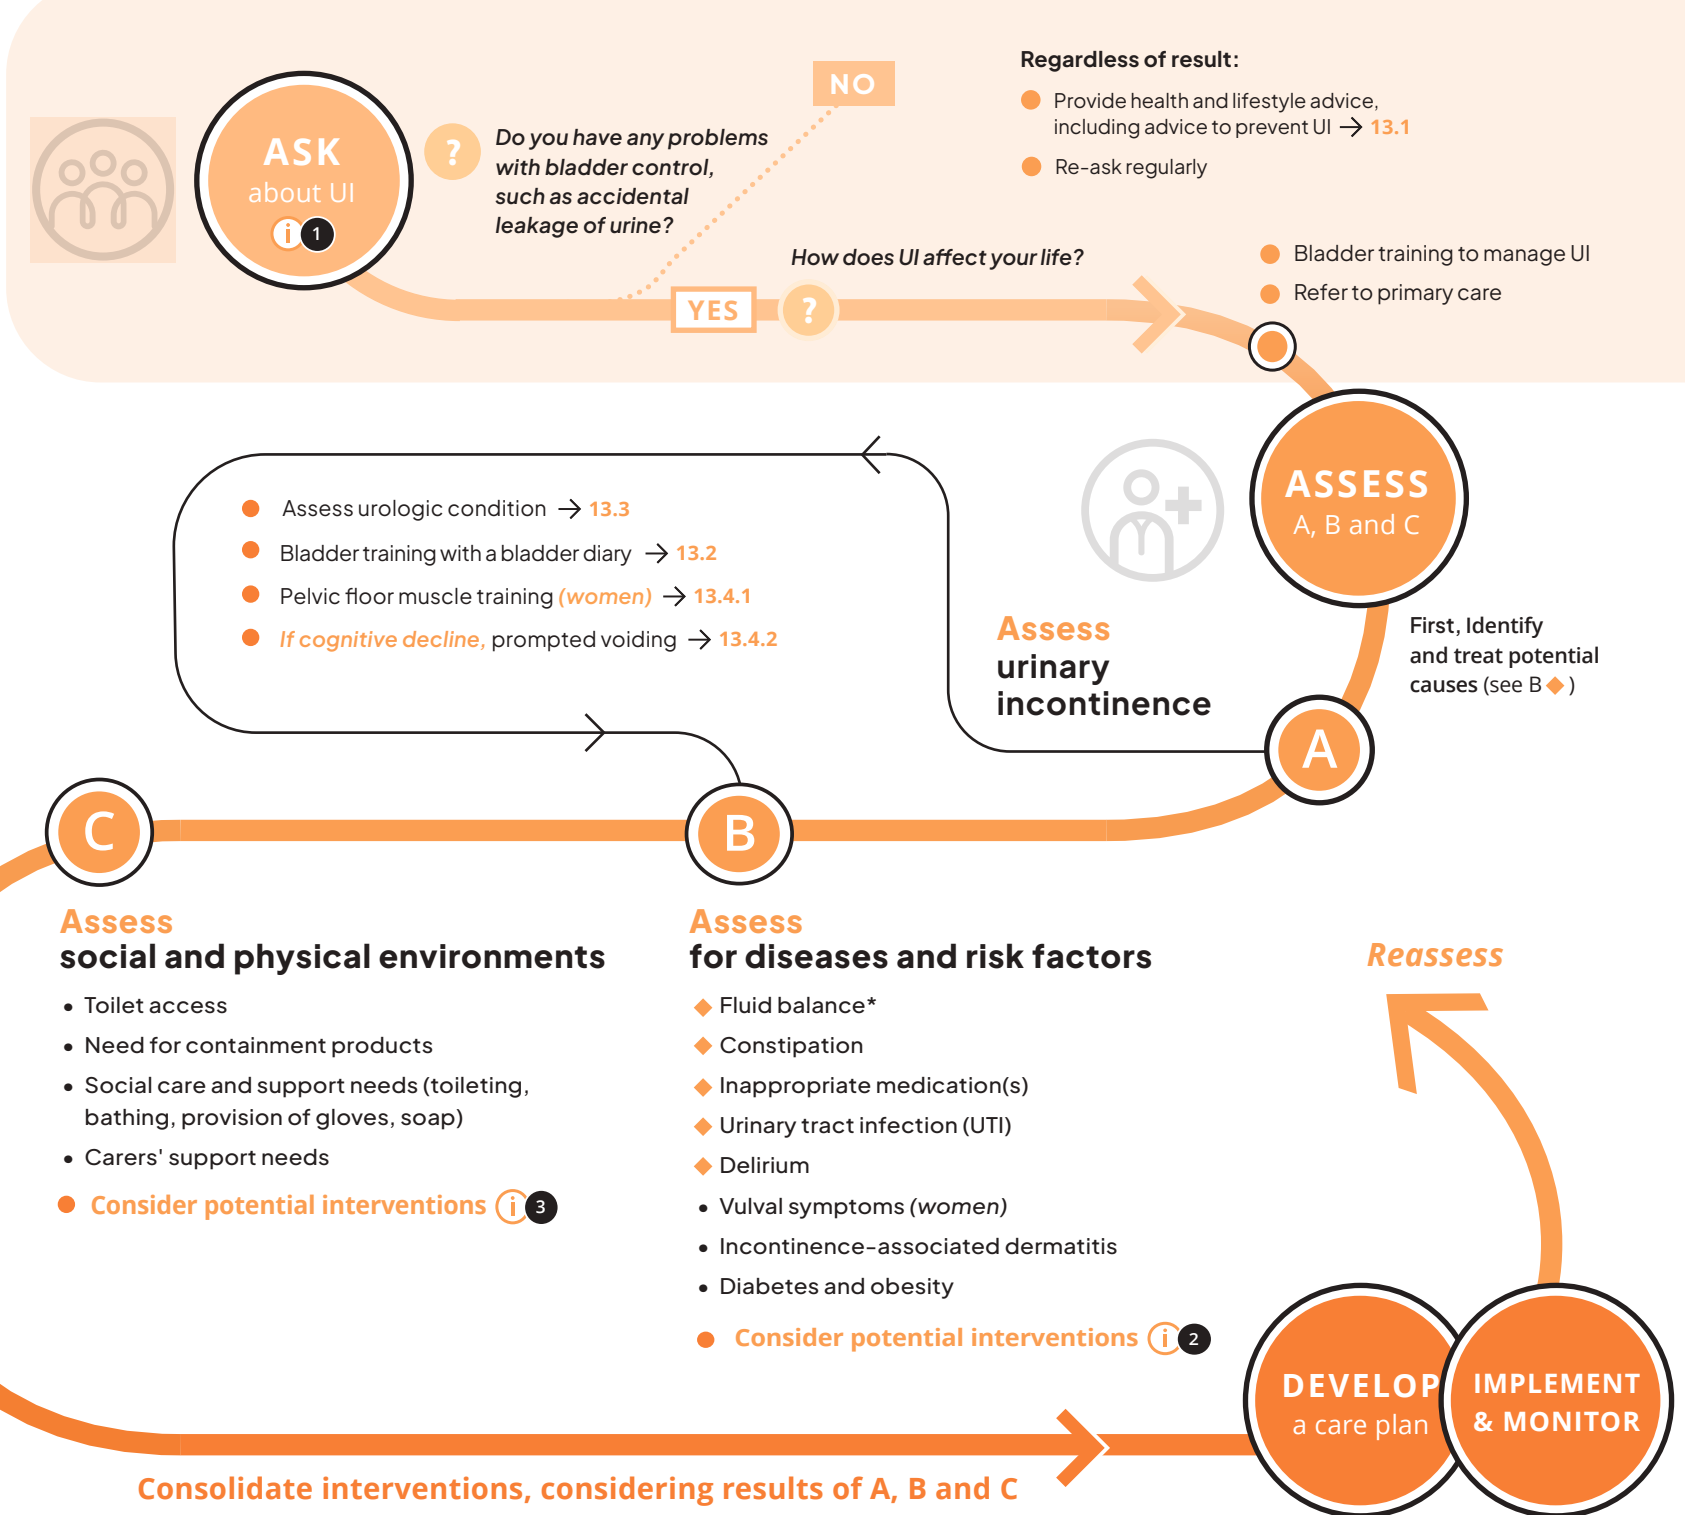 ASK
about UI
i 1
?
Do you have any problems
with bladder control,
such as accidental
leakage of urine?
NO
Regardless of result:
Provide health and lifestyle advice,
including advice to prevent UI → 13.1
Re-ask regularly
YES
?
How does UI affect your life?
Bladder training to manage UI
Refer to primary care
ASSESS
A, B and C
First, Identify
and treat potential
causes (see B ◆ )
A
Assess
urinary
incontinence
Assess urologic condition → 13.3
Bladder training with a bladder diary → 13.2
Pelvic floor muscle training (women) → 13.4.1
If cognitive decline, prompted voiding → 13.4.2
B
Assess
for diseases and risk factors
◆ Fluid balance*
◆ Constipation
◆ Inappropriate medication(s)
◆ Urinary tract infection (UTI)
◆ Delirium
• Vulval symptoms (women)
• Incontinence-associated dermatitis
• Diabetes and obesity
Consider potential interventions i 2
C
Assess
social and physical environments
• Toilet access
• Need for containment products
• Social care and support needs (toileting,
bathing, provision of gloves, soap)
• Carers' support needs
Consider potential interventions i 3
Consolidate interventions, considering results of A, B and C
DEVELOP
a care plan
IMPLEMENT
& MONITOR
Reassess